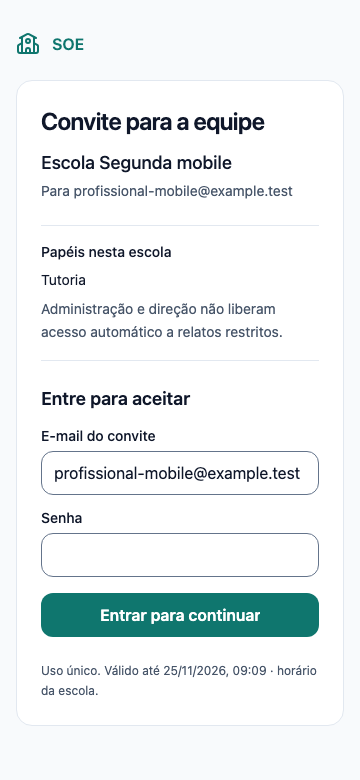 SOE
Convite para a equipe
Escola Segunda mobile
Para profissional-mobile@example.test
Papéis nesta escola
Tutoria
Administração e direção não liberam
acesso automático a relatos restritos.
Entre para aceitar
E-mail do convite
profissional-mobile@example.test
Senha
Entrar para continuar
Uso único. Válido até 25/11/2026, 09:09 · horário
da escola.